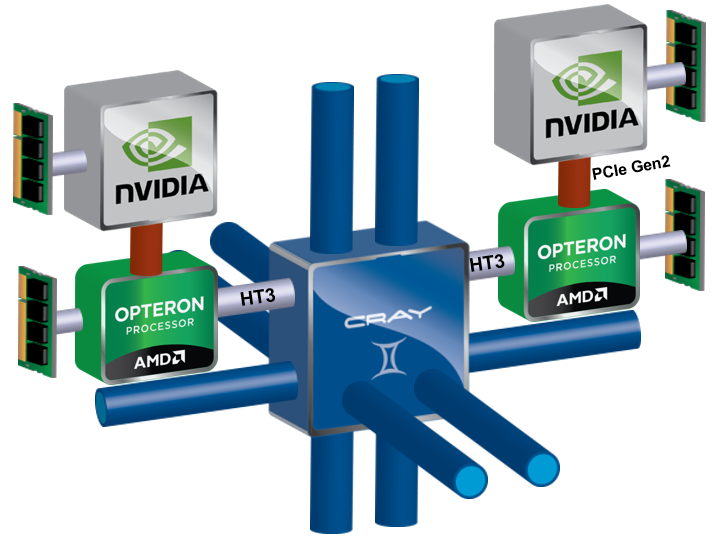 NVIDIA
PCIe Gen2
NVIDIA
OPTERON
PROCESSOR
AMD
HT3
OPTERON
PROCESSOR
AMD
HT3
CRAY